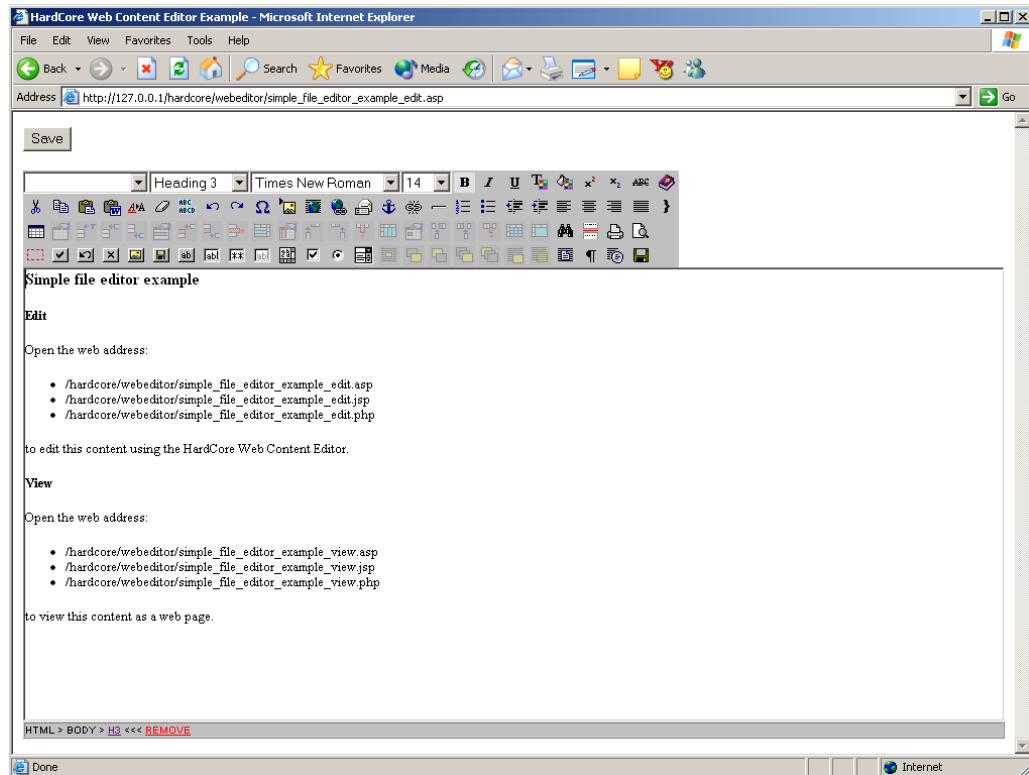 HardCore Web Content Editor Example - Microsoft Internet Explorer
File Edit View Favorites Tools Help
Back Search Favorites Media
Address http://127.0.0.1/hardcore/webeditor/simple_file_editor_example_edit.asp Go
Save
Heading 3 Times New Roman 14 B I U T x² x₂ ABC
Simple file editor example
Edit
Open the web address:
• /hardcore/webeditor/simple_file_editor_example_edit.asp
• /hardcore/webeditor/simple_file_editor_example_edit.jsp
• /hardcore/webeditor/simple_file_editor_example_edit.php
to edit this content using the HardCore Web Content Editor.
View
Open the web address:
• /hardcore/webeditor/simple_file_editor_example_view.asp
• /hardcore/webeditor/simple_file_editor_example_view.jsp
• /hardcore/webeditor/simple_file_editor_example_view.php
to view this content as a web page.
HTML > BODY > H3 <<< REMOVE
Done Internet